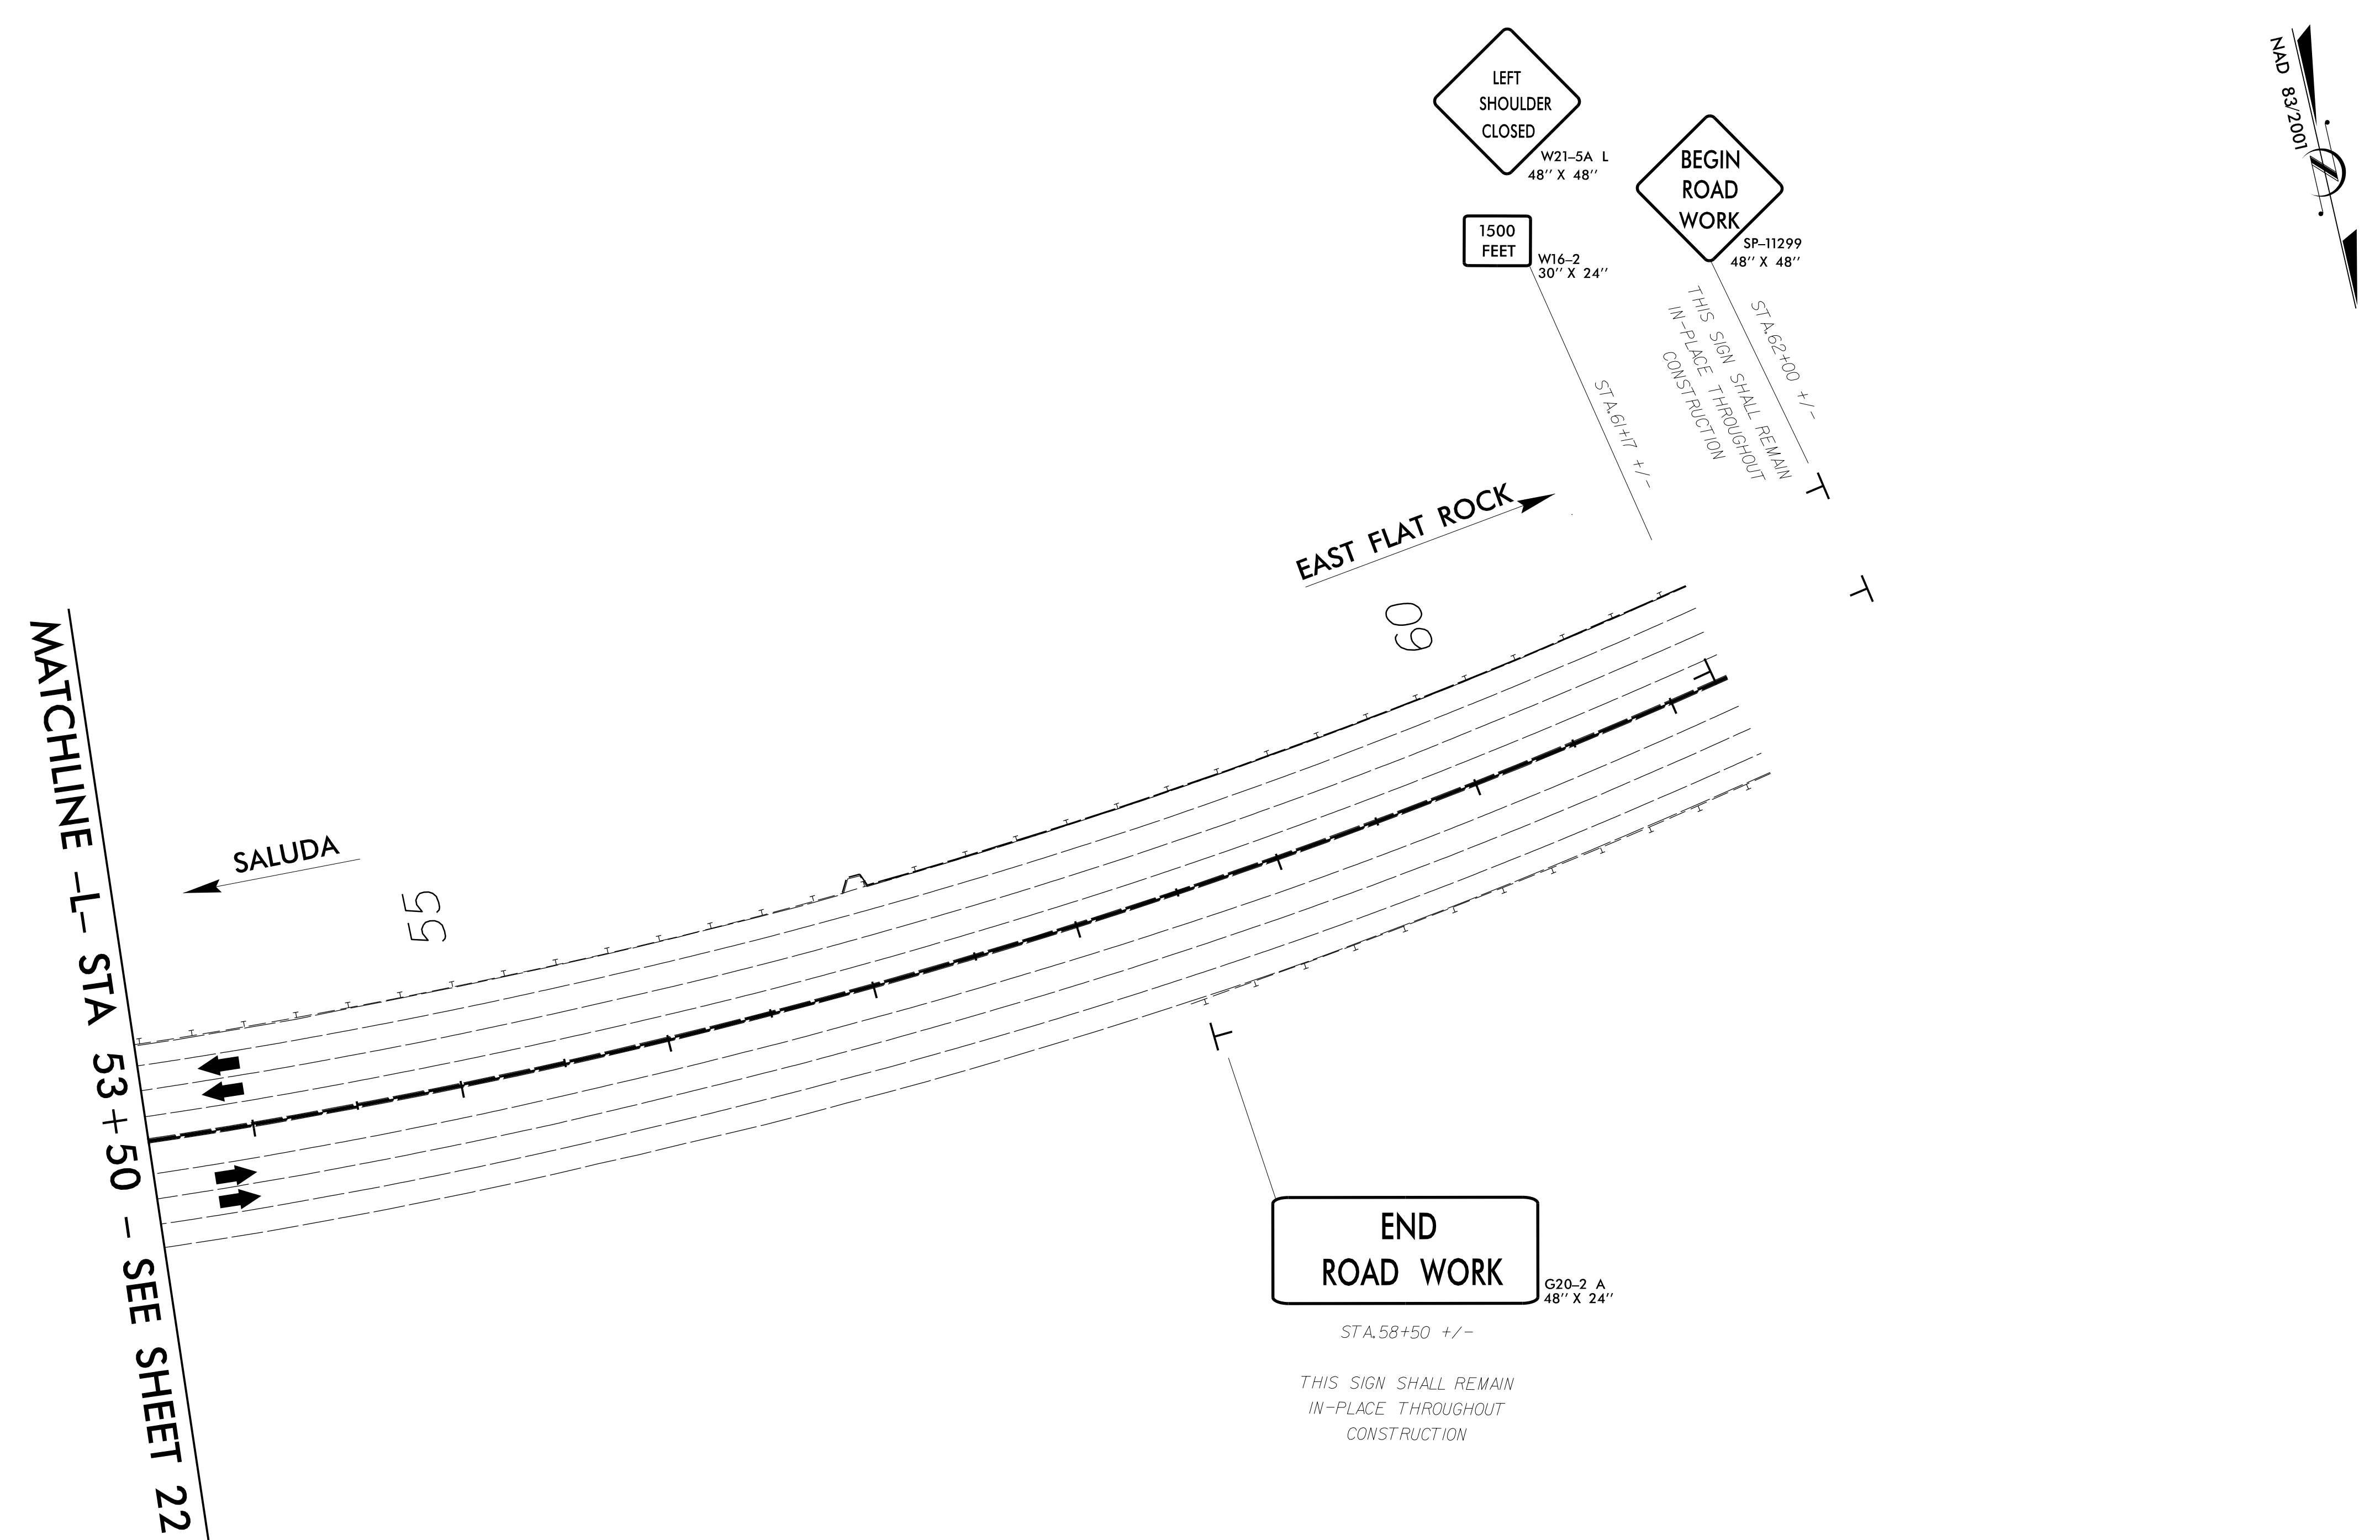 LEFT
SHOULDER
CLOSED
W21-5A L
48'' X 48''
1500
FEET
W16-2
30'' X 24''
STA.61+17 +/-
BEGIN
ROAD
WORK
SP-11299
48'' X 48''
STA.62+00 +/-
THIS SIGN SHALL REMAIN
IN-PLACE THROUGHOUT
CONSTRUCTION
NAD 83/2001
EAST FLAT ROCK
60
SALUDA
55
MATCHLINE -L- STA 53+50 - SEE SHEET 22
END
ROAD WORK
G20-2 A
48'' X 24''
STA.58+50 +/-
THIS SIGN SHALL REMAIN
IN-PLACE THROUGHOUT
CONSTRUCTION